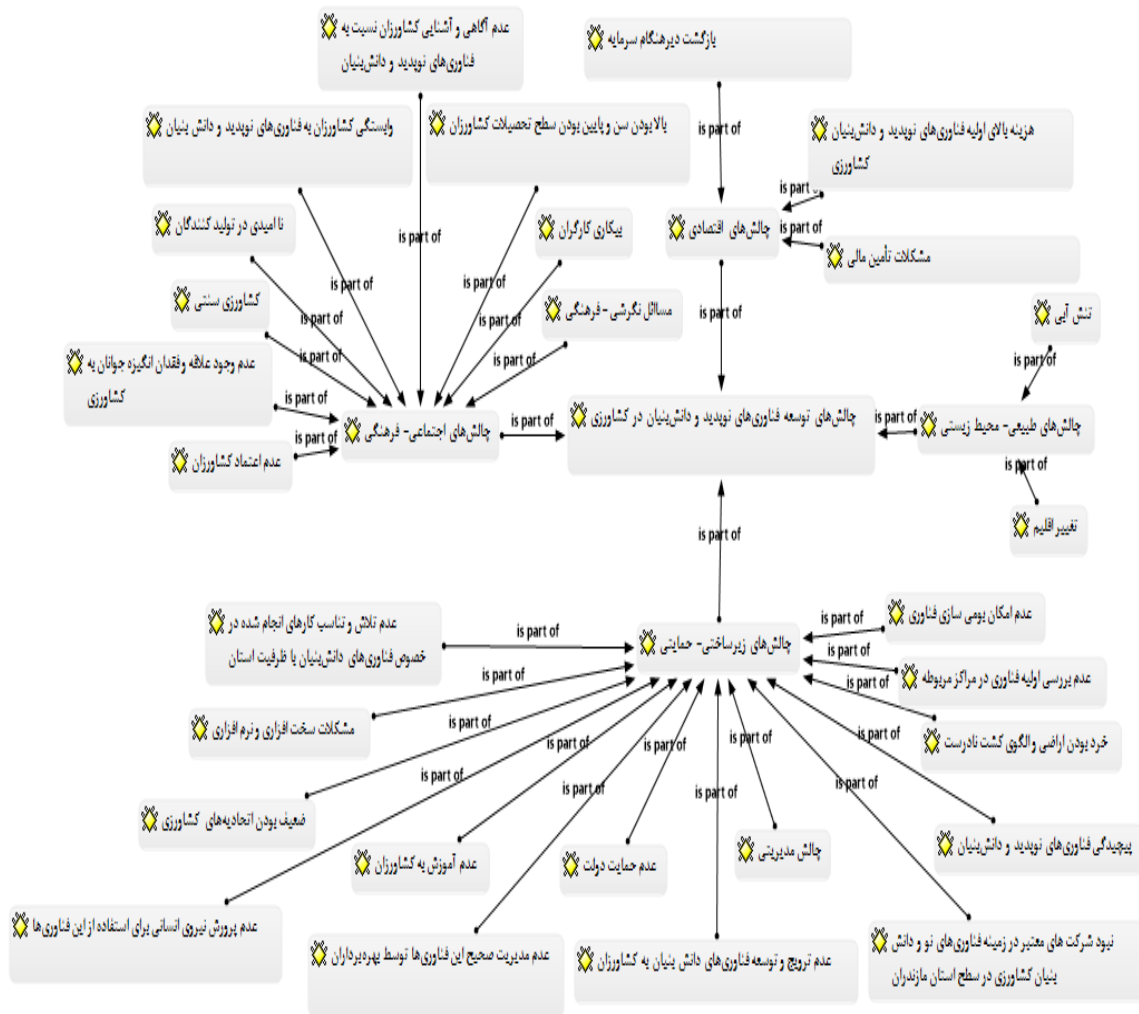 عدم آگاهی و آشنایی کشاورزان نسبت به
فناوری‌های نوپدید و دانش‌بنیان
بازگشت دیرهنگام سرمایه
وابستگی کشاورزان به فناوری‌های نوپدید و دانش بنیان
بالا بودن سن و پایین بودن سطح تحصیلات کشاورزان
هزینه بالای اولیه فناوری‌های نوپدید و دانش‌بنیان
کشاورزی
is part of
is part of
نا امیدی در تولید کنندگان
بیکاری کارگران
چالش‌های اقتصادی
مشکلات تأمین مالی
is part of
is part of
is part of
is part of
is part of
is part of
کشاورزی سنتی
مسائل نگرشی - فرهنگی
تنش آبی
is part of
is part of
is part of
is part of
is part of
عدم وجود علاقه و فقدان انگیزه جوانان به
کشاورزی
is part of
چالش‌های اجتماعی- فرهنگی
is part of
چالش‌های توسعه فناوری‌های نوپدید و دانش‌بنیان در کشاورزی
is part of
چالش‌های طبیعی- محیط زیستی
is part of
عدم اعتماد کشاورزان
is part of
تغییر اقلیم
is part of
عدم تلاش و تناسب کارهای انجام شده در
خصوص فناوری‌های دانش‌بنیان با ظرفیت استان
is part of
چالش‌های زیرساختی- حمایتی
is part of
عدم امکان بومی سازی فناوری
is part of
عدم بررسی اولیه فناوری در مراکز مربوطه
مشکلات سخت افزاری و نرم افزاری
is part of
is part of
خرد بودن اراضی و الگوی کشت نادرست
is part of
is part of
is part of
is part of
is part of
is part of
is part of
is part of
is part of
ضعیف بودن اتحادیه‌های کشاورزی
عدم آموزش به کشاورزان
عدم حمایت دولت
چالش مدیریتی
پیچیدگی فناوری‌های نوپدید و دانش‌بنیان
عدم پرورش نیروی انسانی برای استفاده از این فناوری‌ها
عدم مدیریت صحیح این فناوری‌ها توسط بهره‌برداران
عدم ترویج و توسعه فناوری‌های دانش بنیان به کشاورزان
نبود شرکت های معتبر در زمینه فناوری‌های نو و دانش
بنیان کشاورزی در سطح استان مازندران